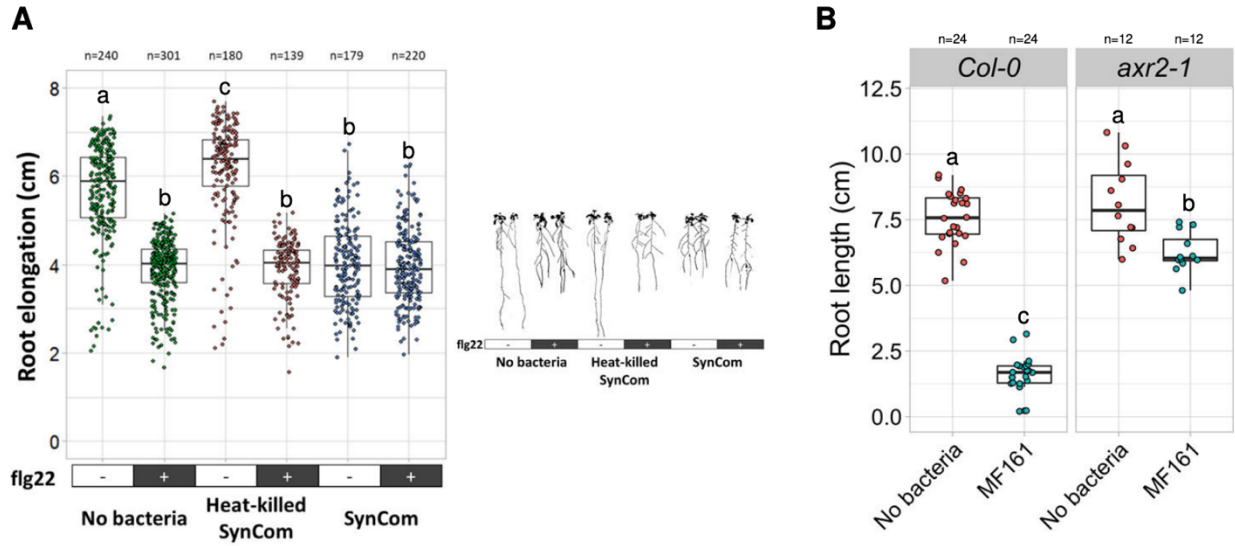 A
n=240 n=301 n=180 n=139 n=179 n=220
Root elongation (cm)
8
6
4
2
0
a
b
c
b
b
b
flg22 - + - + - +
No bacteria Heat-killed SynCom SynCom
flg22 - + - + - +
No bacteria Heat-killed SynCom SynCom
B
n=24 n=24 n=12 n=12
Col-0 axr2-1
Root length (cm)
12.5
10.0
7.5
5.0
2.5
0.0
a
c
a
b
No bacteria MF161 No bacteria MF161